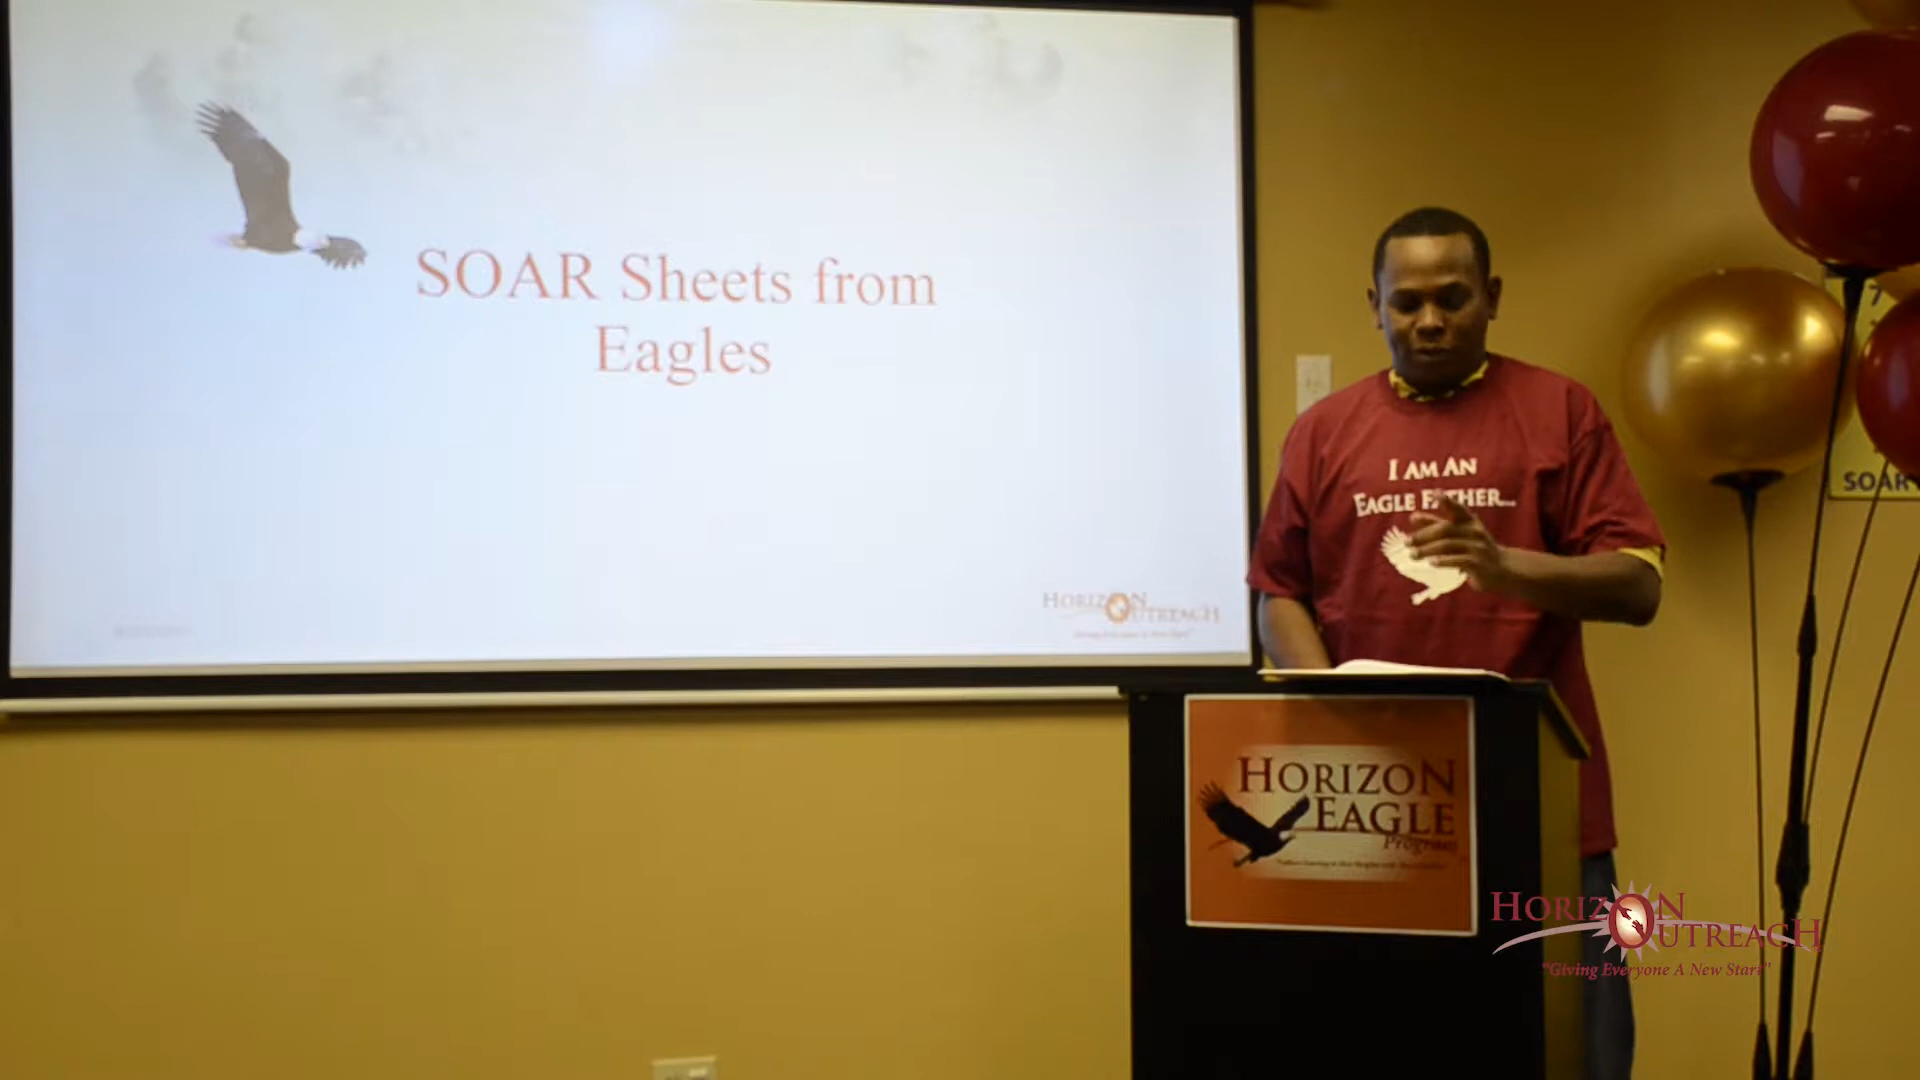 SOAR Sheets from
Eagles
HORIZON
OUTREACH
7
SOAR
I AM AN
EAGLE FATHER...
HORIZON
EAGLE
Program
HORIZON
OUTREACH
"Giving Everyone A New Start"